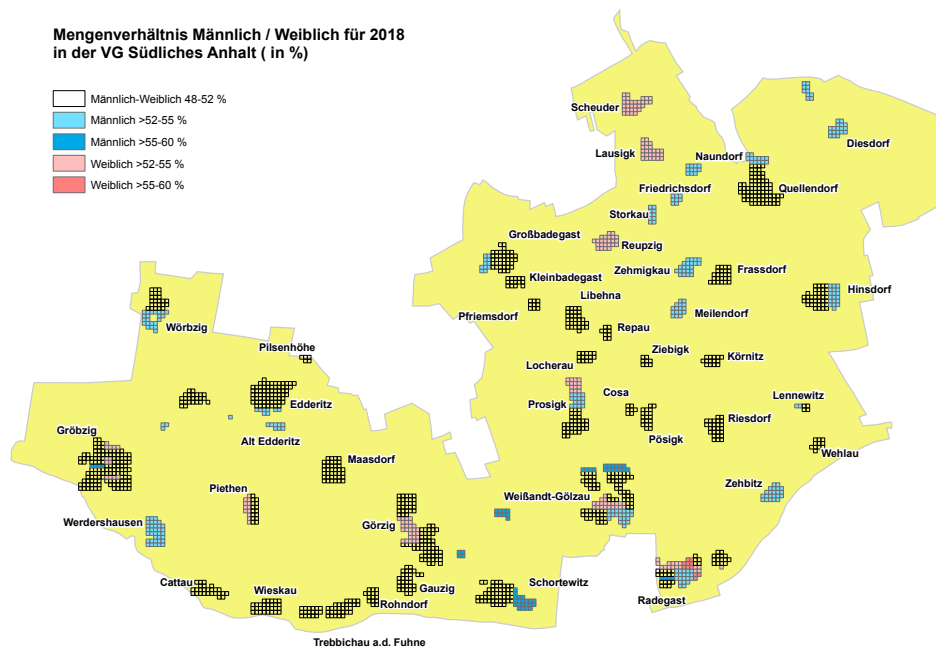 Mengenverhältnis Männlich / Weiblich für 2018
in der VG Südliches Anhalt ( in %)
Männlich-Weiblich 48-52 %
Männlich >52-55 %
Männlich >55-60 %
Weiblich >52-55 %
Weiblich >55-60 %
Scheuder
Diesdorf
Lausigk
Naundorf
Friedrichsdorf
Quellendorf
Storkau
Großbadegast
Reupzig
Zehmigkau
Frassdorf
Kleinbadegast
Hinsdorf
Libehna
Pfriemsdorf
Meilendorf
Wörbzig
Repau
Pilsenhöhe
Locherau
Ziebigk
Körnitz
Edderitz
Cosa
Lennewitz
Prosigk
Riesdorf
Pösigk
Gröbzig
Alt Edderitz
Wehlau
Maasdorf
Piethen
Weißandt-Gölzau
Zehbitz
Werdershausen
Görzig
Cattau
Gauzig
Schortewitz
Wieskau
Rohndorf
Radegast
Trebbichau a.d. Fuhne